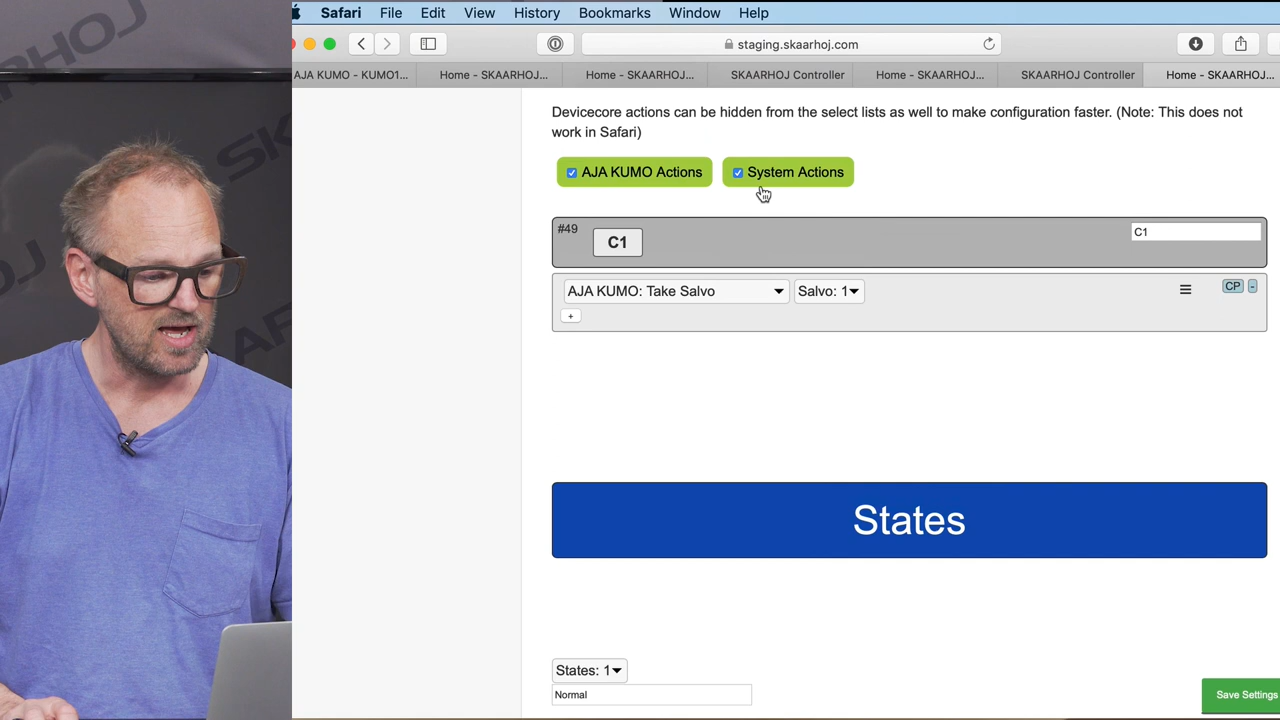 Safari File Edit View History Bookmarks Window Help
staging.skaarhoj.com
AJA KUMO - KUMO1... Home - SKAARHOJ... Home - SKAARHOJ... SKAARHOJ Controller Home - SKAARHOJ... SKAARHOJ Controller Home - SKAARHOJ...
Devicecore actions can be hidden from the select lists as well to make configuration faster. (Note: This does not
work in Safari)
AJA KUMO Actions System Actions
#49 C1 C1
AJA KUMO: Take Salvo Salvo: 1 CP -
+
States
States: 1
Normal
Save Settings